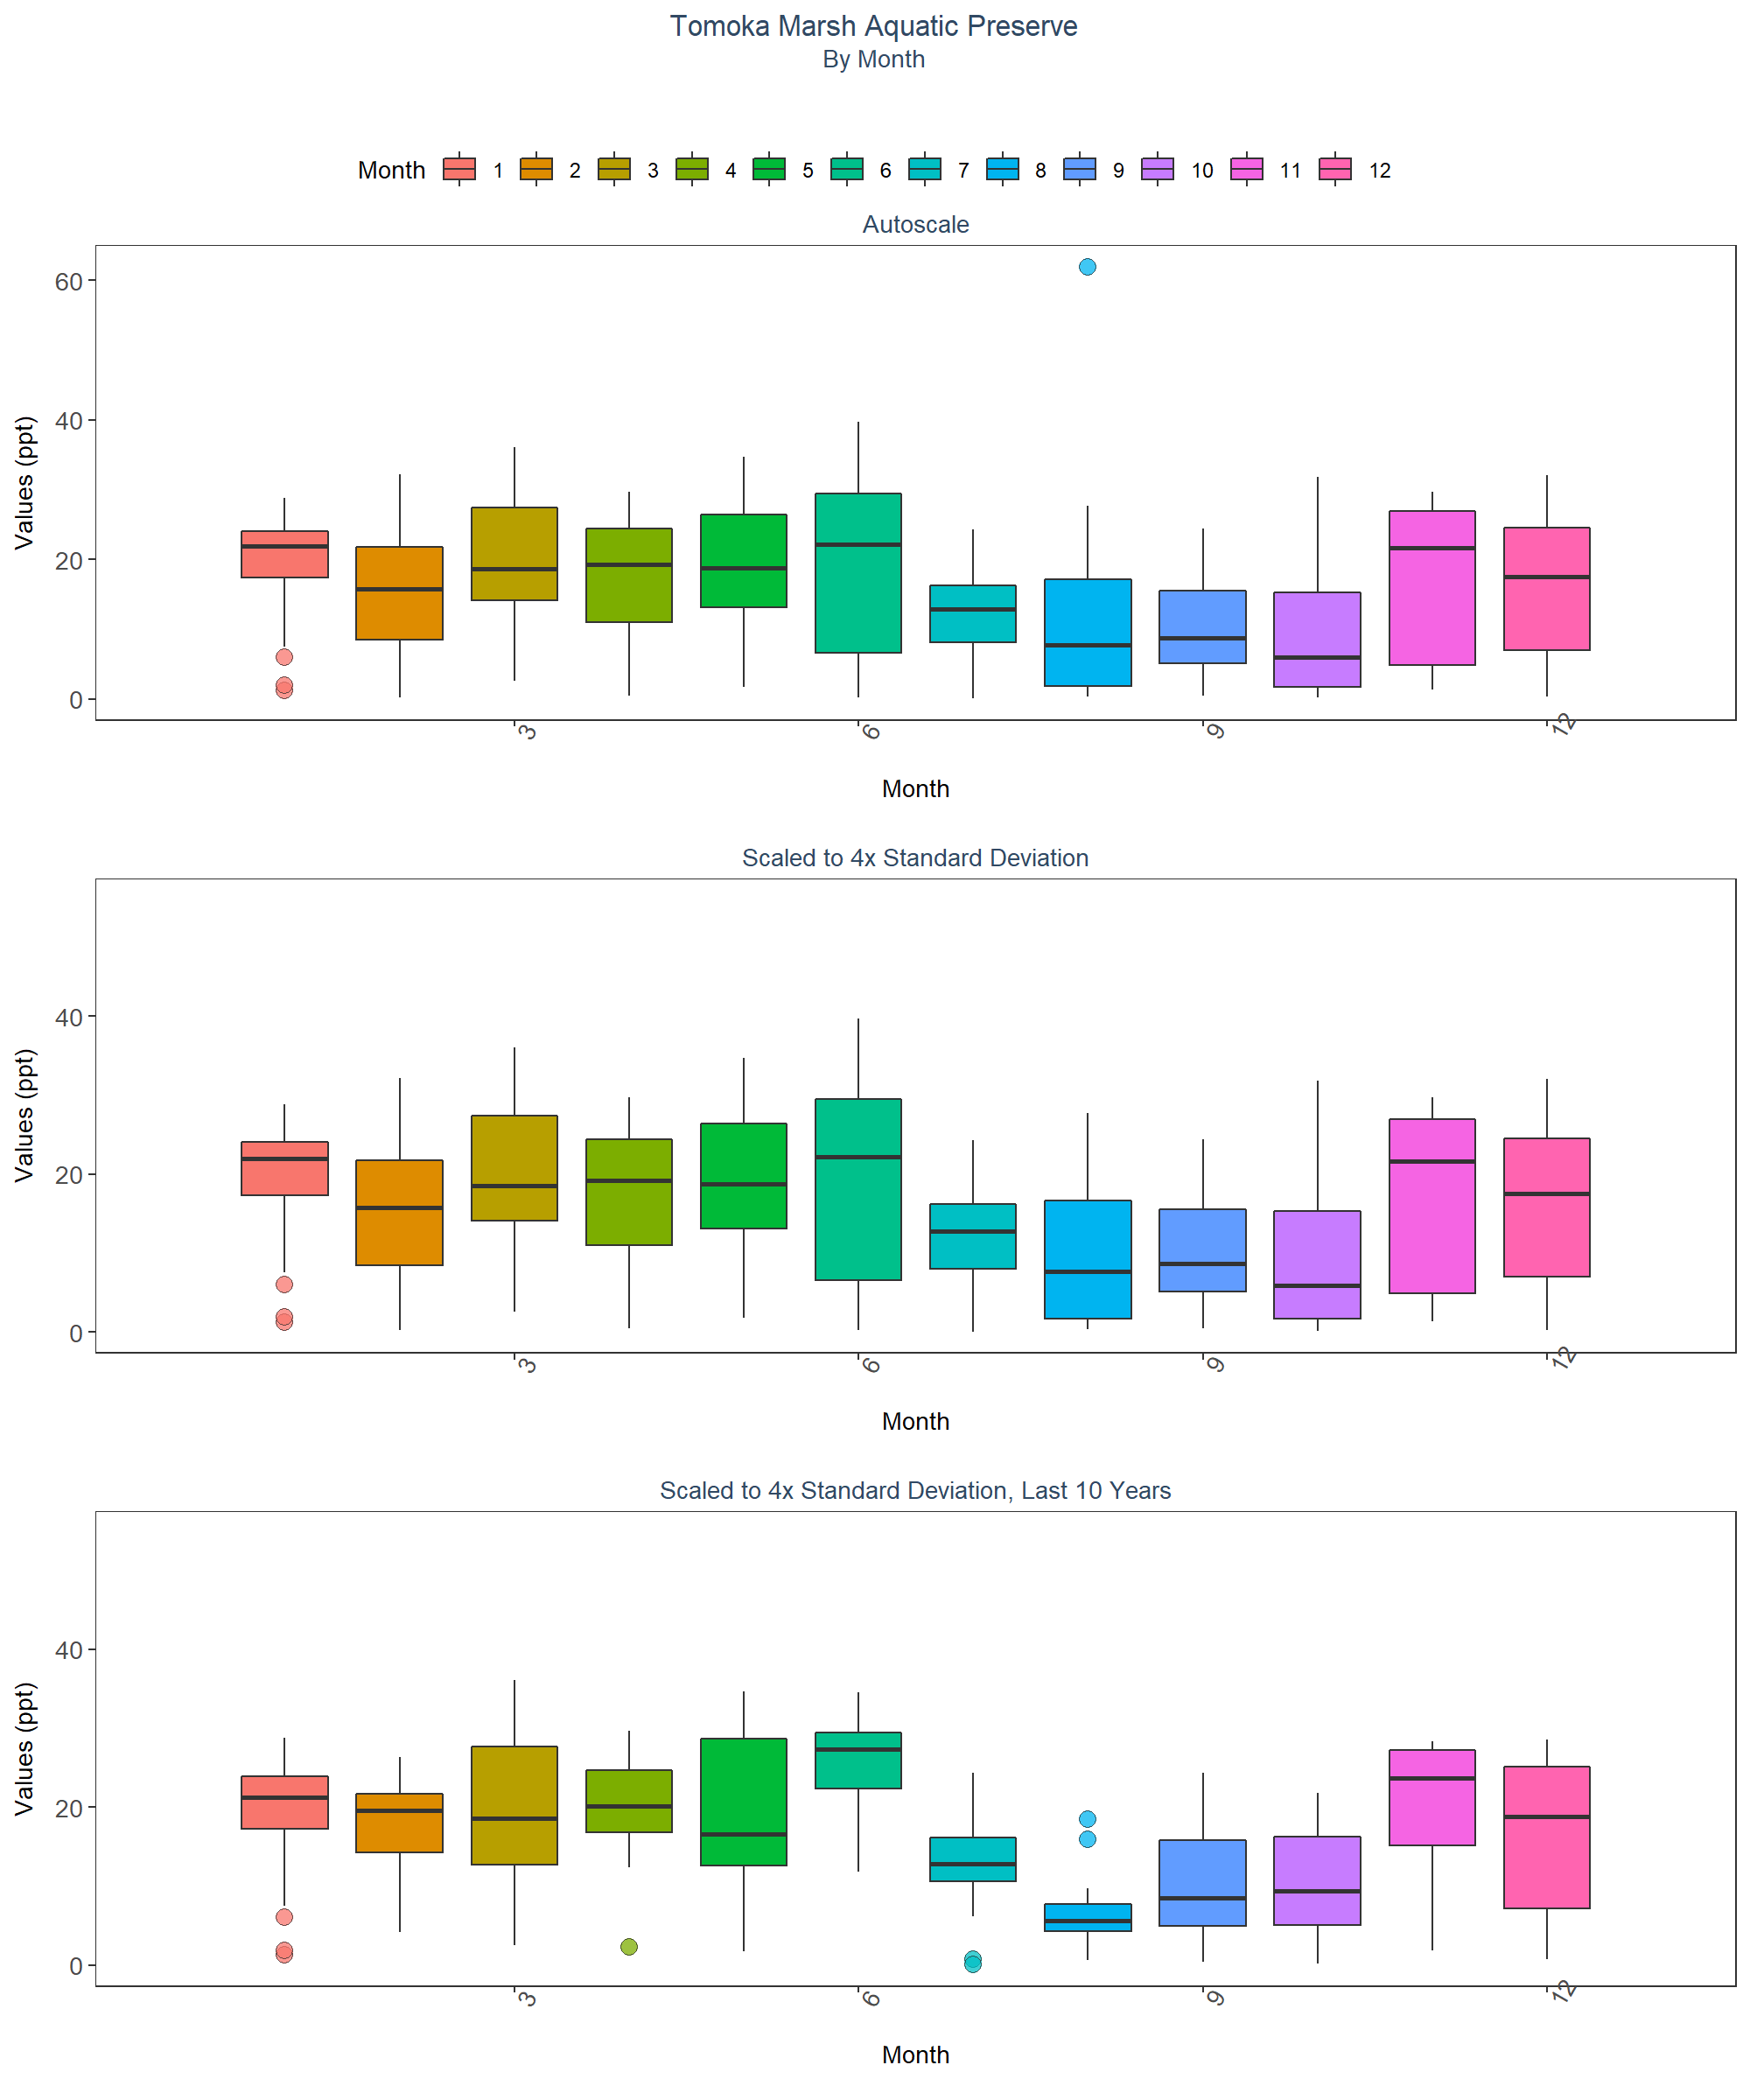 Tomoka Marsh Aquatic Preserve
By Month
Month 1 2 3 4 5 6 7 8 9 10 11 12
Autoscale
Values (ppt)
60
40
20
0
3 6 9 12
Month
Scaled to 4x Standard Deviation
Values (ppt)
40
20
0
3 6 9 12
Month
Scaled to 4x Standard Deviation, Last 10 Years
Values (ppt)
40
20
0
3 6 9 12
Month